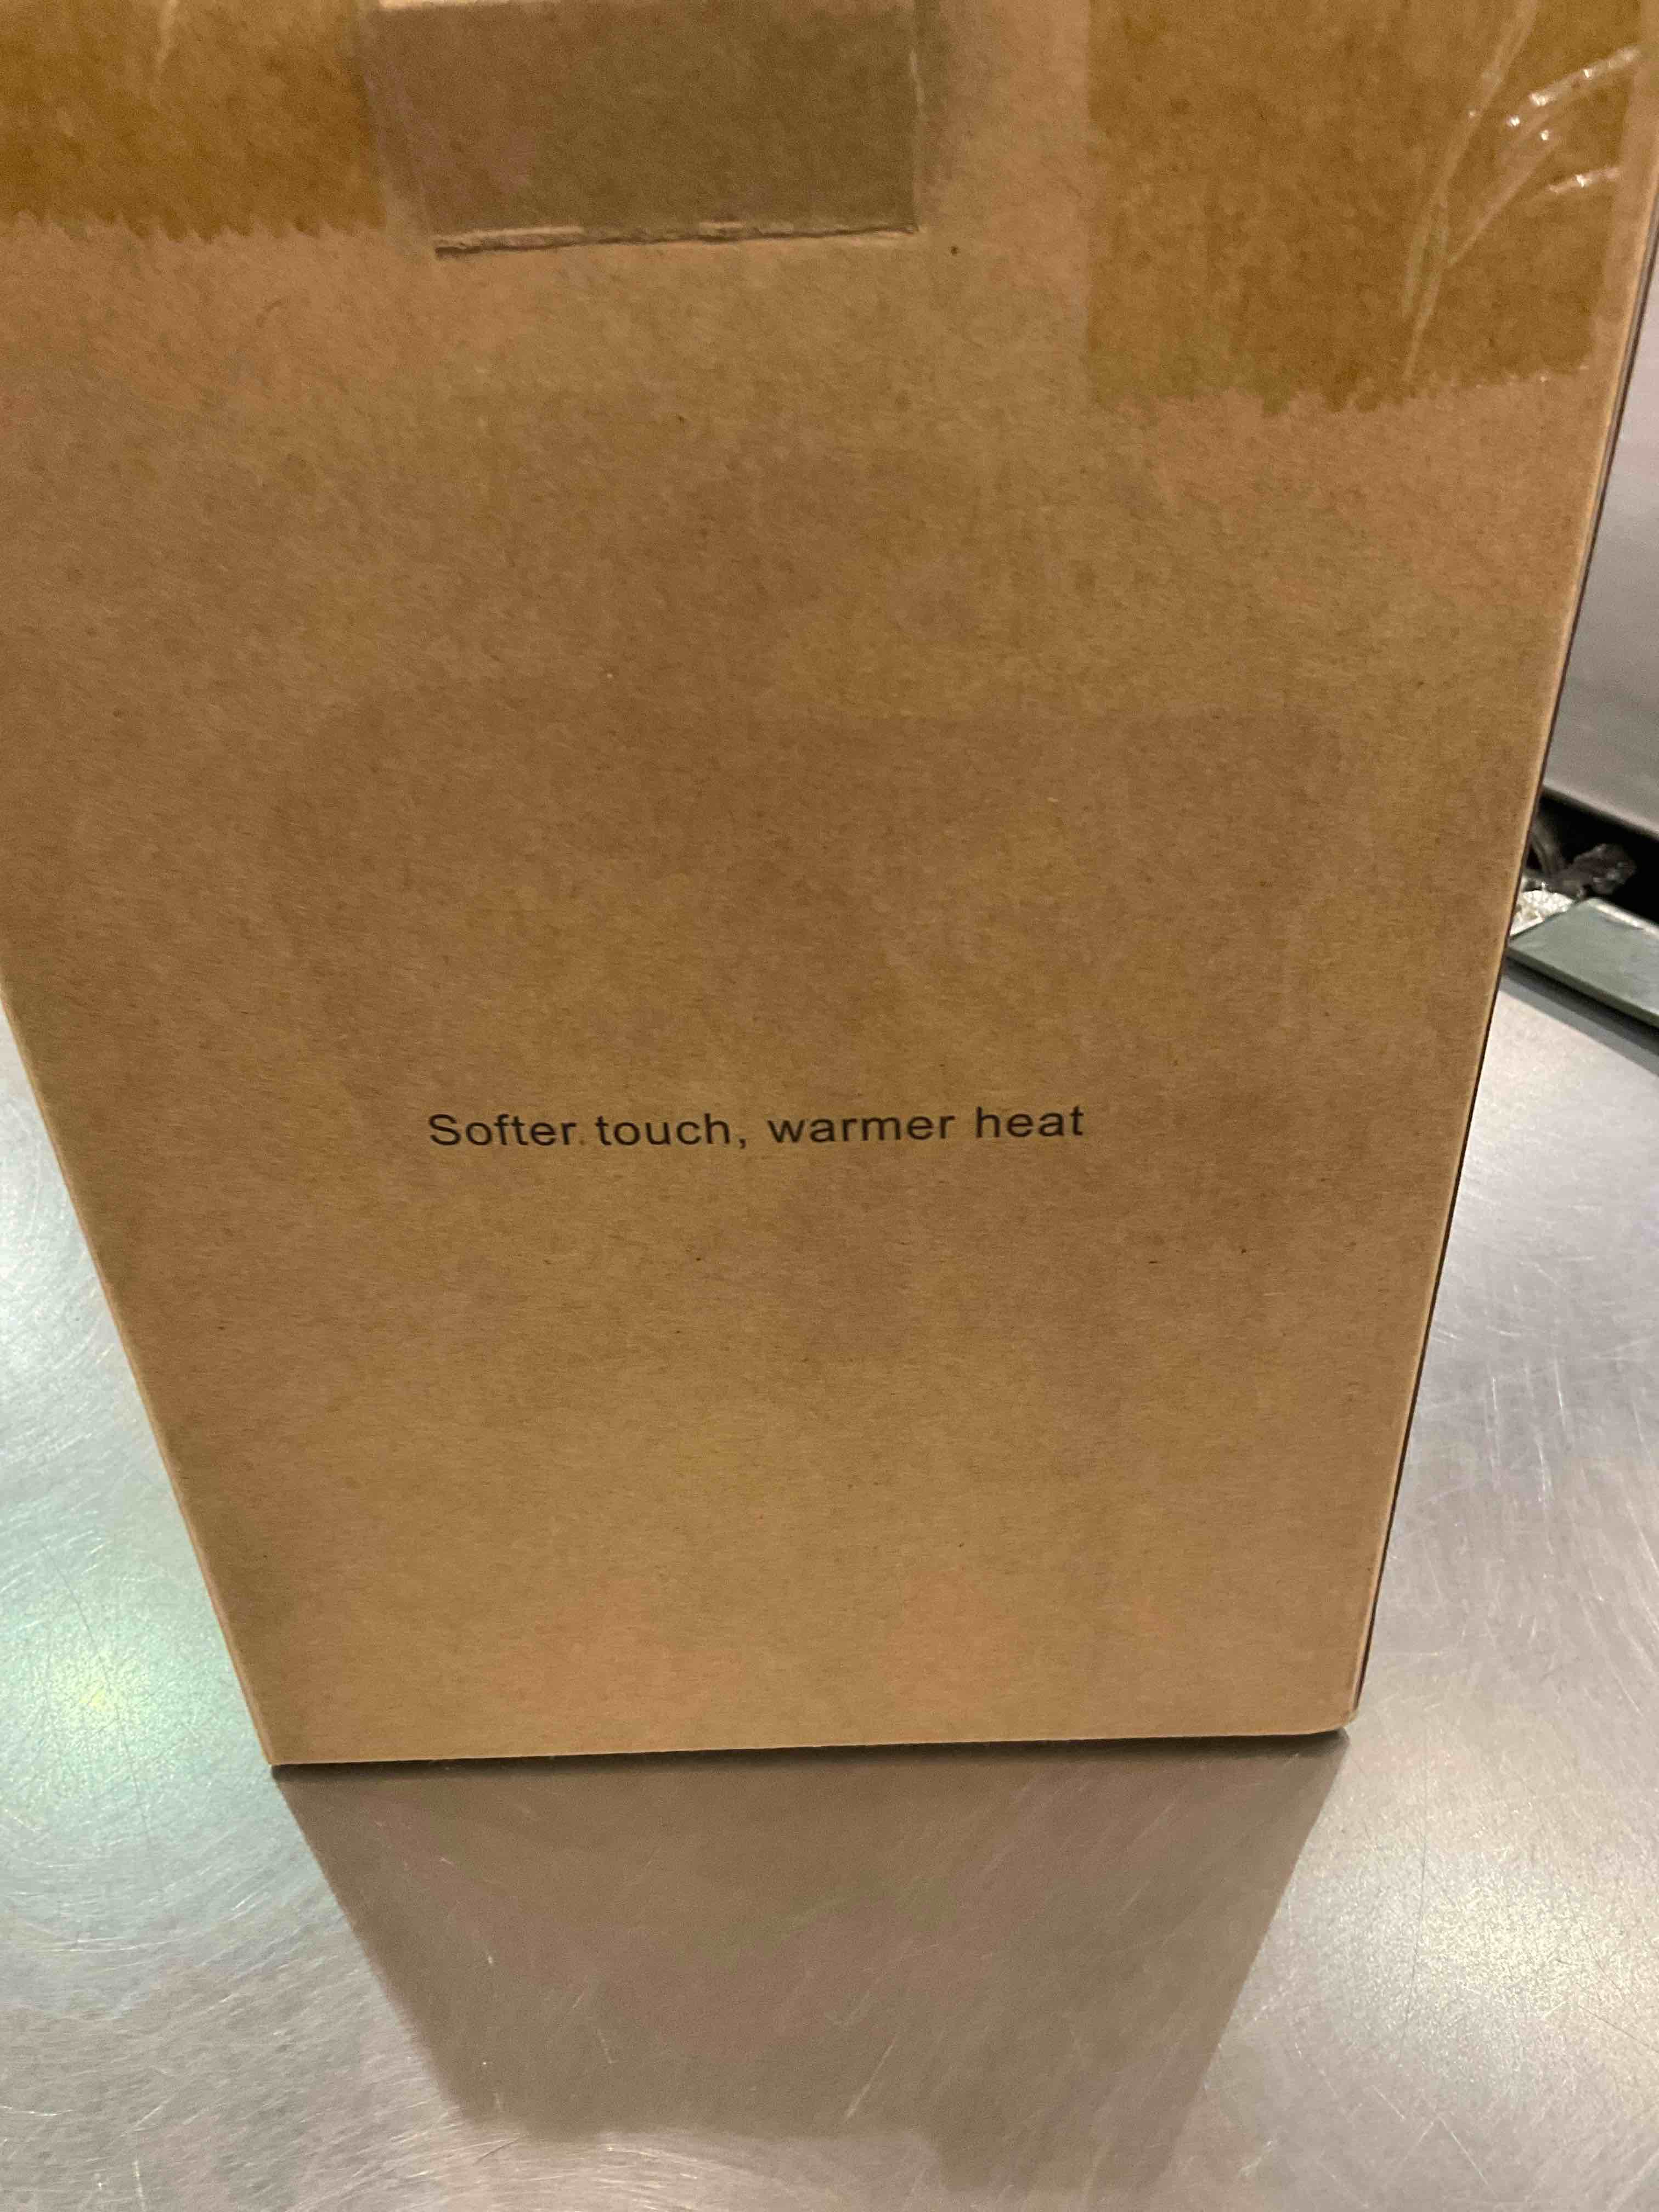 Softer touch, warmer heat